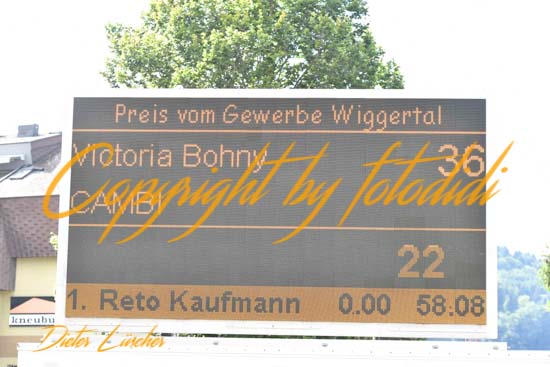 Preis vom Gewerbe Wiggertal
Victoria Bohny 36
CAMBI
22
1. Reto Kaufmann 0.00 58.08
kneubu
Copyright by fotodidi
Dieter Lüscher